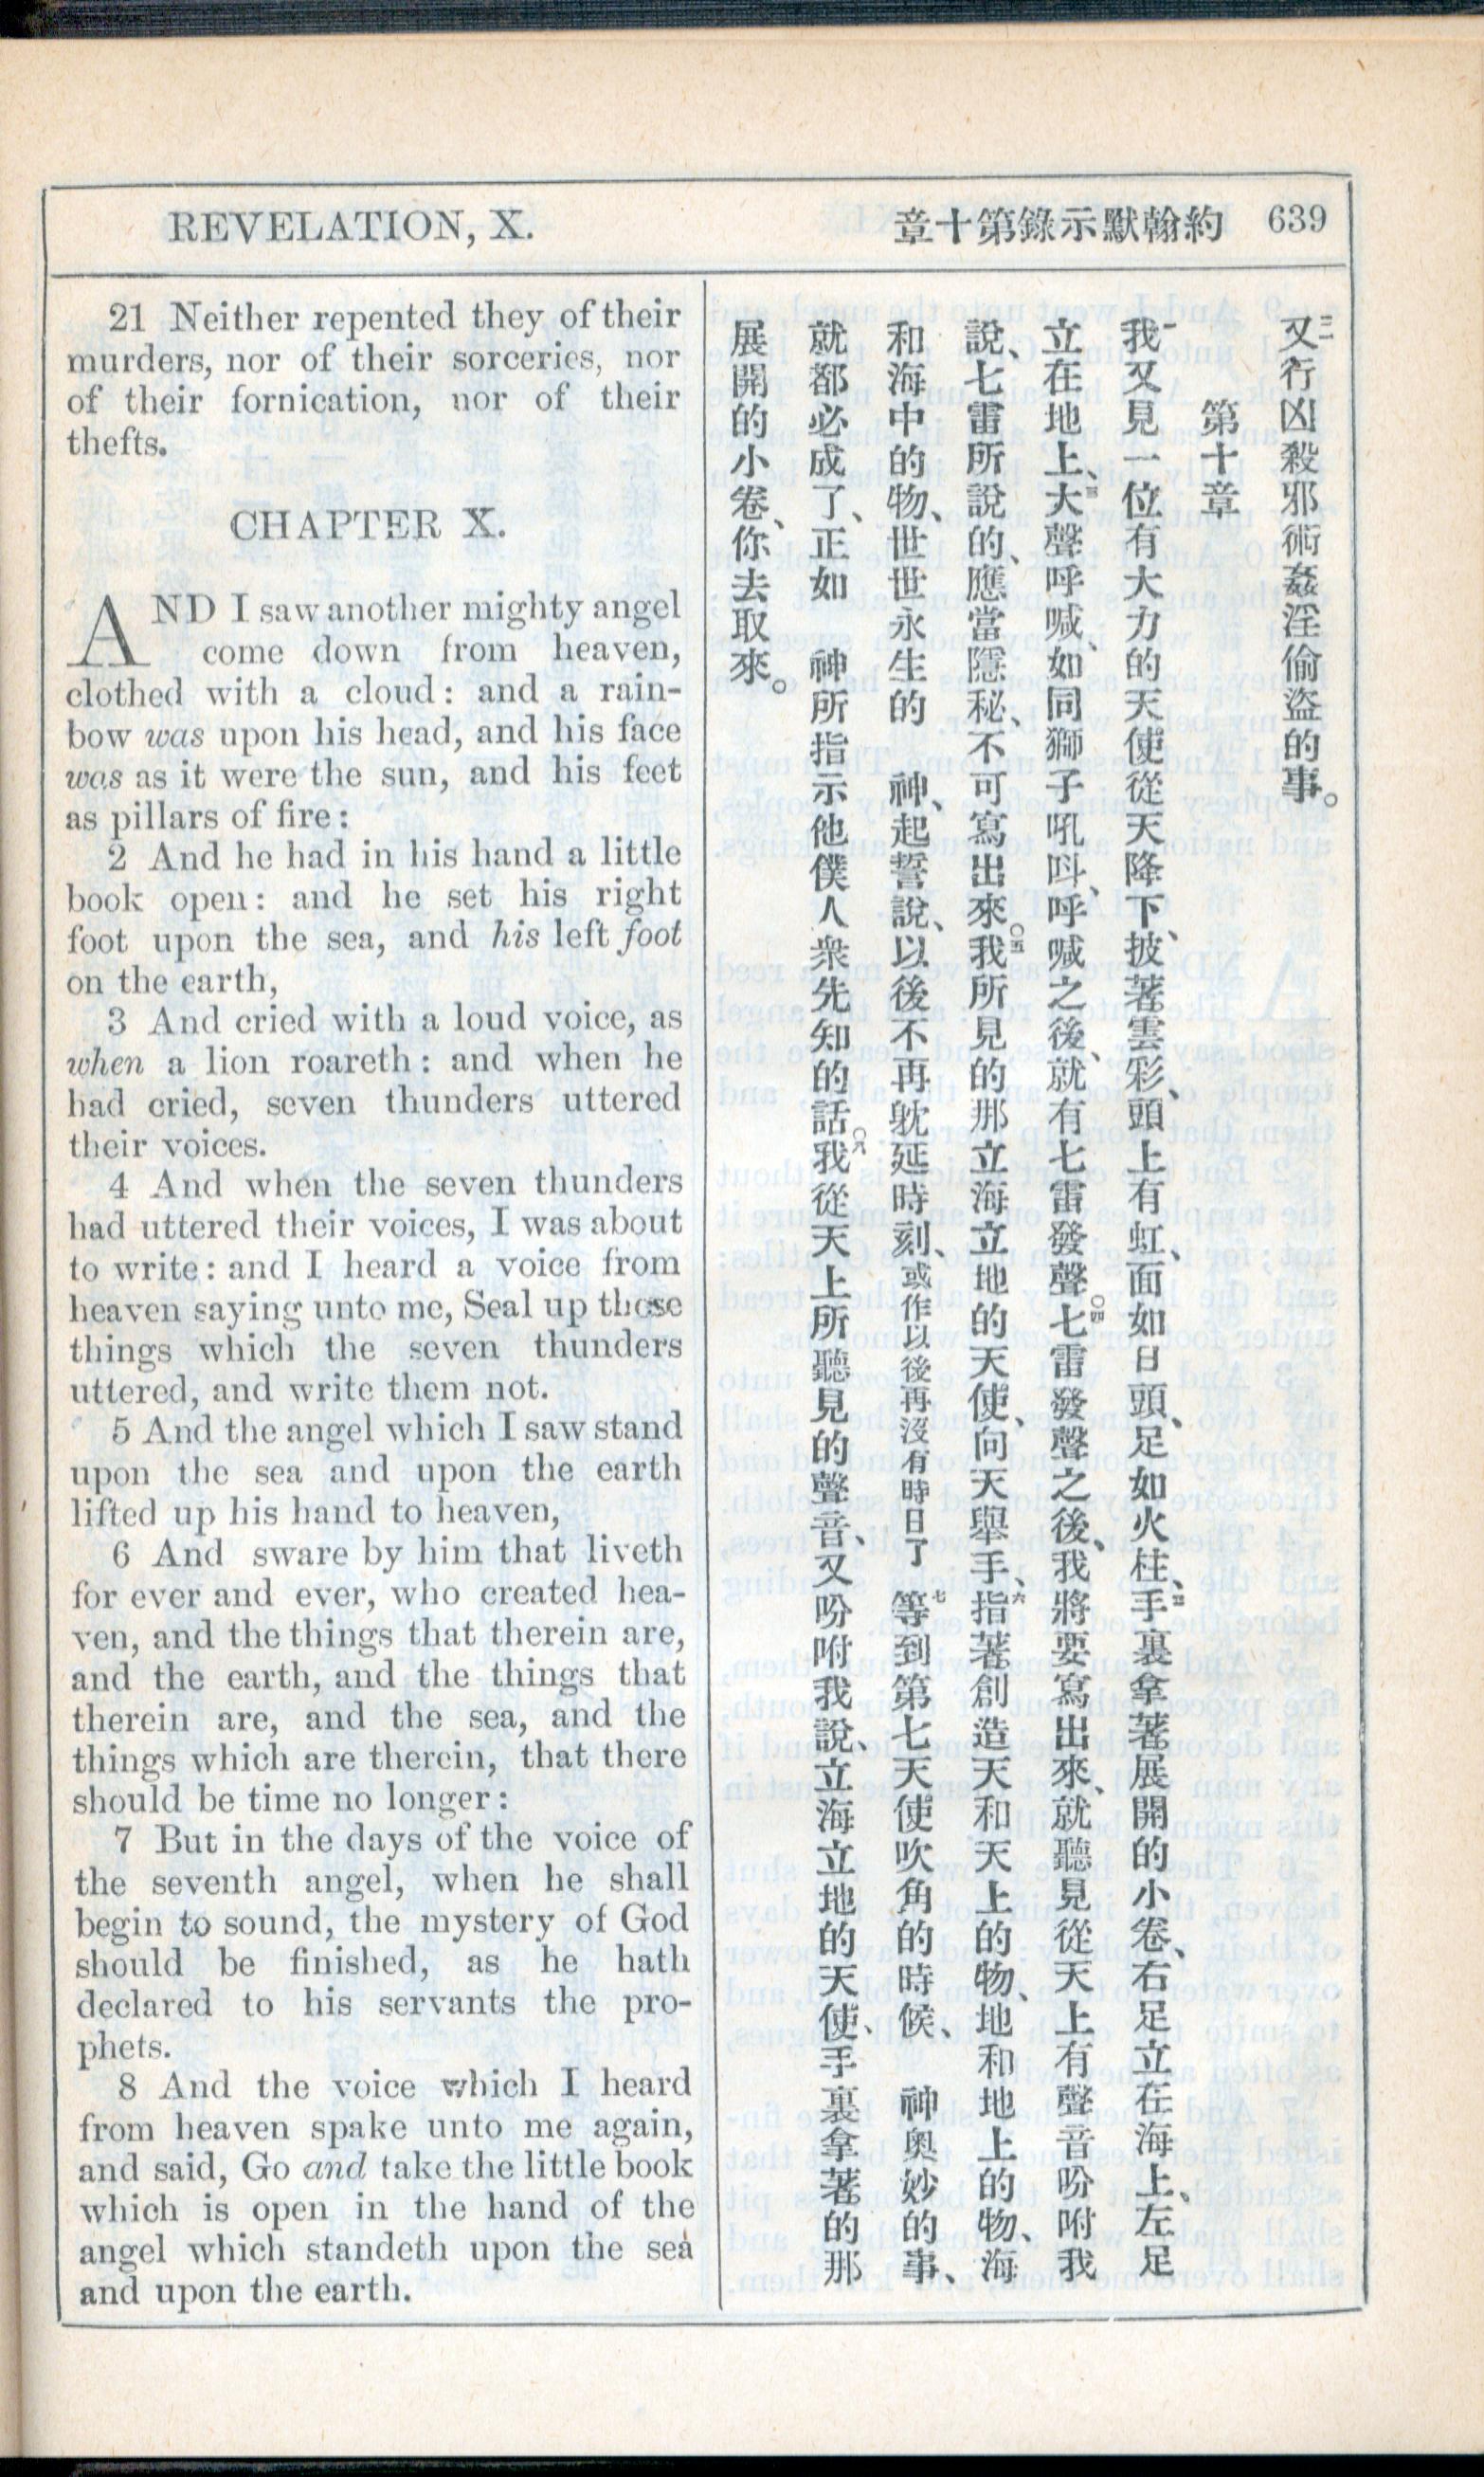 REVELATION, X.
章十第錄示默翰約 639
21 Neither repented they of their
murders, nor of their sorceries, nor
of their fornication, nor of their
thefts.
CHAPTER X.
AND I saw another mighty angel
come down from heaven,
clothed with a cloud: and a rain-
bow was upon his head, and his face
was as it were the sun, and his feet
as pillars of fire:
2 And he had in his hand a little
book open: and he set his right
foot upon the sea, and his left foot
on the earth,
3 And cried with a loud voice, as
when a lion roareth: and when he
had cried, seven thunders uttered
their voices.
4 And when the seven thunders
had uttered their voices, I was about
to write: and I heard a voice from
heaven saying unto me, Seal up those
things which the seven thunders
uttered, and write them not.
5 And the angel which I saw stand
upon the sea and upon the earth
lifted up his hand to heaven,
6 And sware by him that liveth
for ever and ever, who created hea-
ven, and the things that therein are,
and the earth, and the things that
therein are, and the sea, and the
things which are therein, that there
should be time no longer:
7 But in the days of the voice of
the seventh angel, when he shall
begin to sound, the mystery of God
should be finished, as he hath
declared to his servants the pro-
phets.
8 And the voice which I heard
from heaven spake unto me again,
and said, Go and take the little book
which is open in the hand of the
angel which standeth upon the sea
and upon the earth.
二一又行凶殺邪術姦淫偷盜的事。
第十章
一我又見一位有大力的天使從天降下、披著雲彩、頭上有虹、面如日頭、足如火柱、二手裏拿著展開的小卷、右足立在海上、左足
立在地上、三大聲呼喊、如同獅子吼叫、呼喊之後、就有七雷發聲。四七雷發聲之後、我將要寫出來、就聽見從天上有聲音吩咐我
說、七雷所說的、應當隱秘、不可寫出來。五我所見的那立海立地的天使、向天舉手、六指著創造天和天上的物、地和地上的物、海
和海中的物、世世永生的 神、起誓說、以後不再躭延時刻、或作以後再沒有時日了 七等到第七天使吹角的時候、 神奧妙的事、
就都必成了、正如 神所指示他僕人衆先知的話。八我從天上所聽見的聲音、又吩咐我說、立海立地的天使、手裏拿著的那
展開的小卷、你去取來。